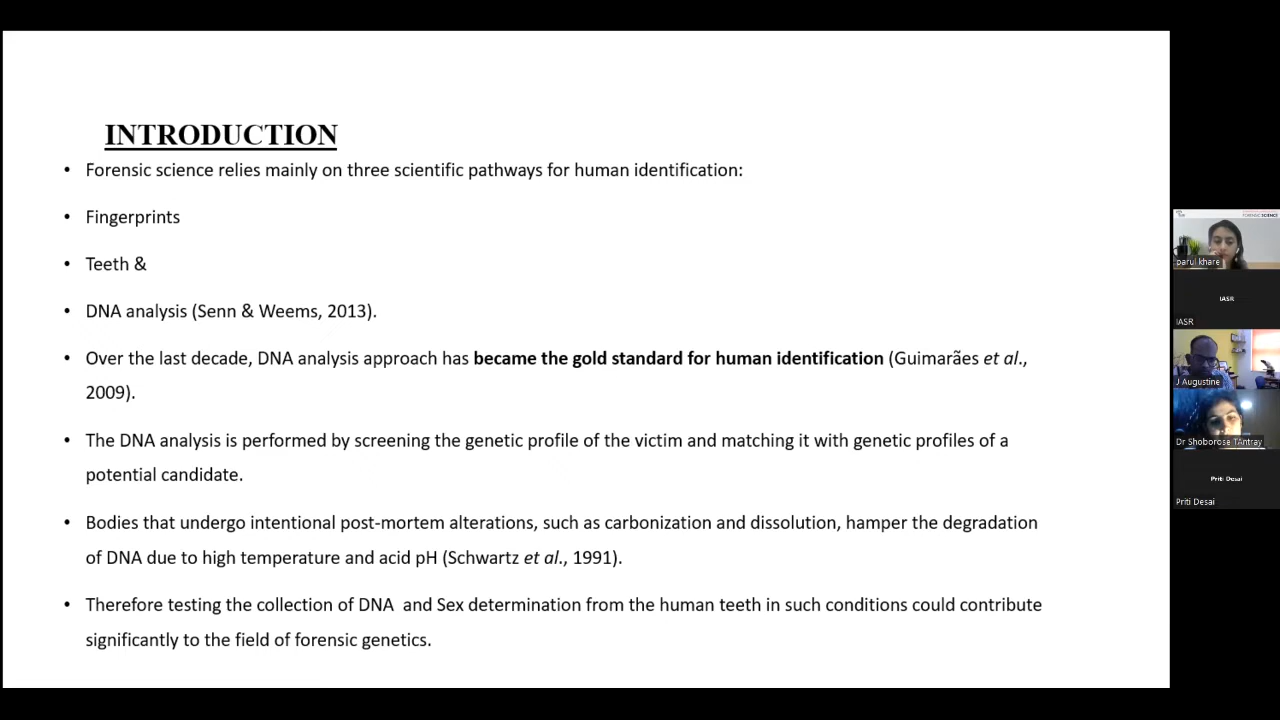 INTRODUCTION
• Forensic science relies mainly on three scientific pathways for human identification:
• Fingerprints
• Teeth &
• DNA analysis (Senn & Weems, 2013).
• Over the last decade, DNA analysis approach has became the gold standard for human identification (Guimarães et al.,
2009).
• The DNA analysis is performed by screening the genetic profile of the victim and matching it with genetic profiles of a
potential candidate.
• Bodies that undergo intentional post-mortem alterations, such as carbonization and dissolution, hamper the degradation
of DNA due to high temperature and acid pH (Schwartz et al., 1991).
• Therefore testing the collection of DNA  and Sex determination from the human teeth in such conditions could contribute
significantly to the field of forensic genetics.
FORENSIC SCIENCE
parul khare
IASR
IASR
J Augustine
Dr Shoborose TAntray
Priti Desai
Priti Desai